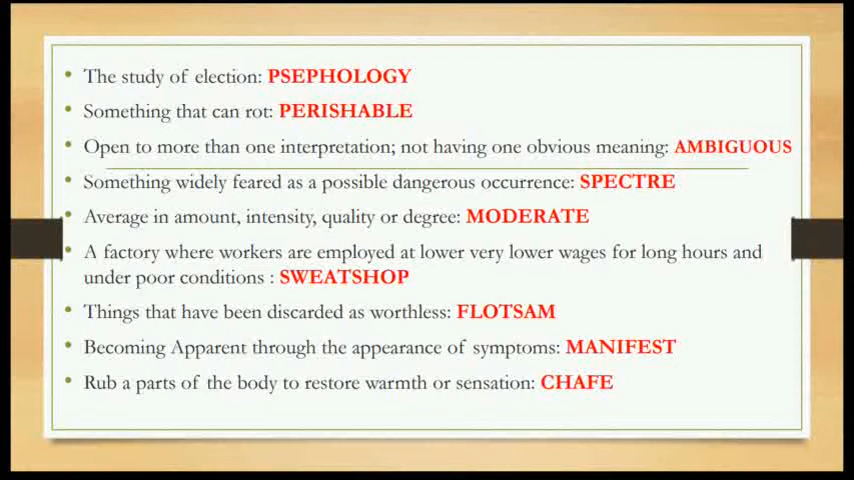 • The study of election: PSEPHOLOGY
• Something that can rot: PERISHABLE
• Open to more than one interpretation; not having one obvious meaning: AMBIGUOUS
• Something widely feared as a possible dangerous occurrence: SPECTRE
• Average in amount, intensity, quality or degree: MODERATE
• A factory where workers are employed at lower very lower wages for long hours and
under poor conditions : SWEATSHOP
• Things that have been discarded as worthless: FLOTSAM
• Becoming Apparent through the appearance of symptoms: MANIFEST
• Rub a parts of the body to restore warmth or sensation: CHAFE